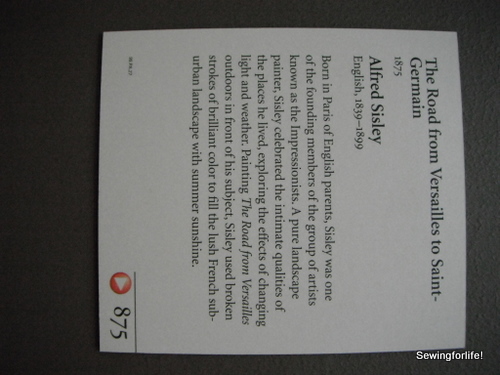 The Road from Versailles to Saint-
Germain
1875
Alfred Sisley
English, 1839–1899
Born in Paris of English parents, Sisley was one
of the founding members of the group of artists
known as the Impressionists. A pure landscape
painter, Sisley celebrated the intimate qualities of
the places he lived, exploring the effects of changing
light and weather. Painting The Road from Versailles
outdoors in front of his subject, Sisley used broken
strokes of brilliant color to fill the lush French sub-
urban landscape with summer sunshine.
875
Sewingforlife!